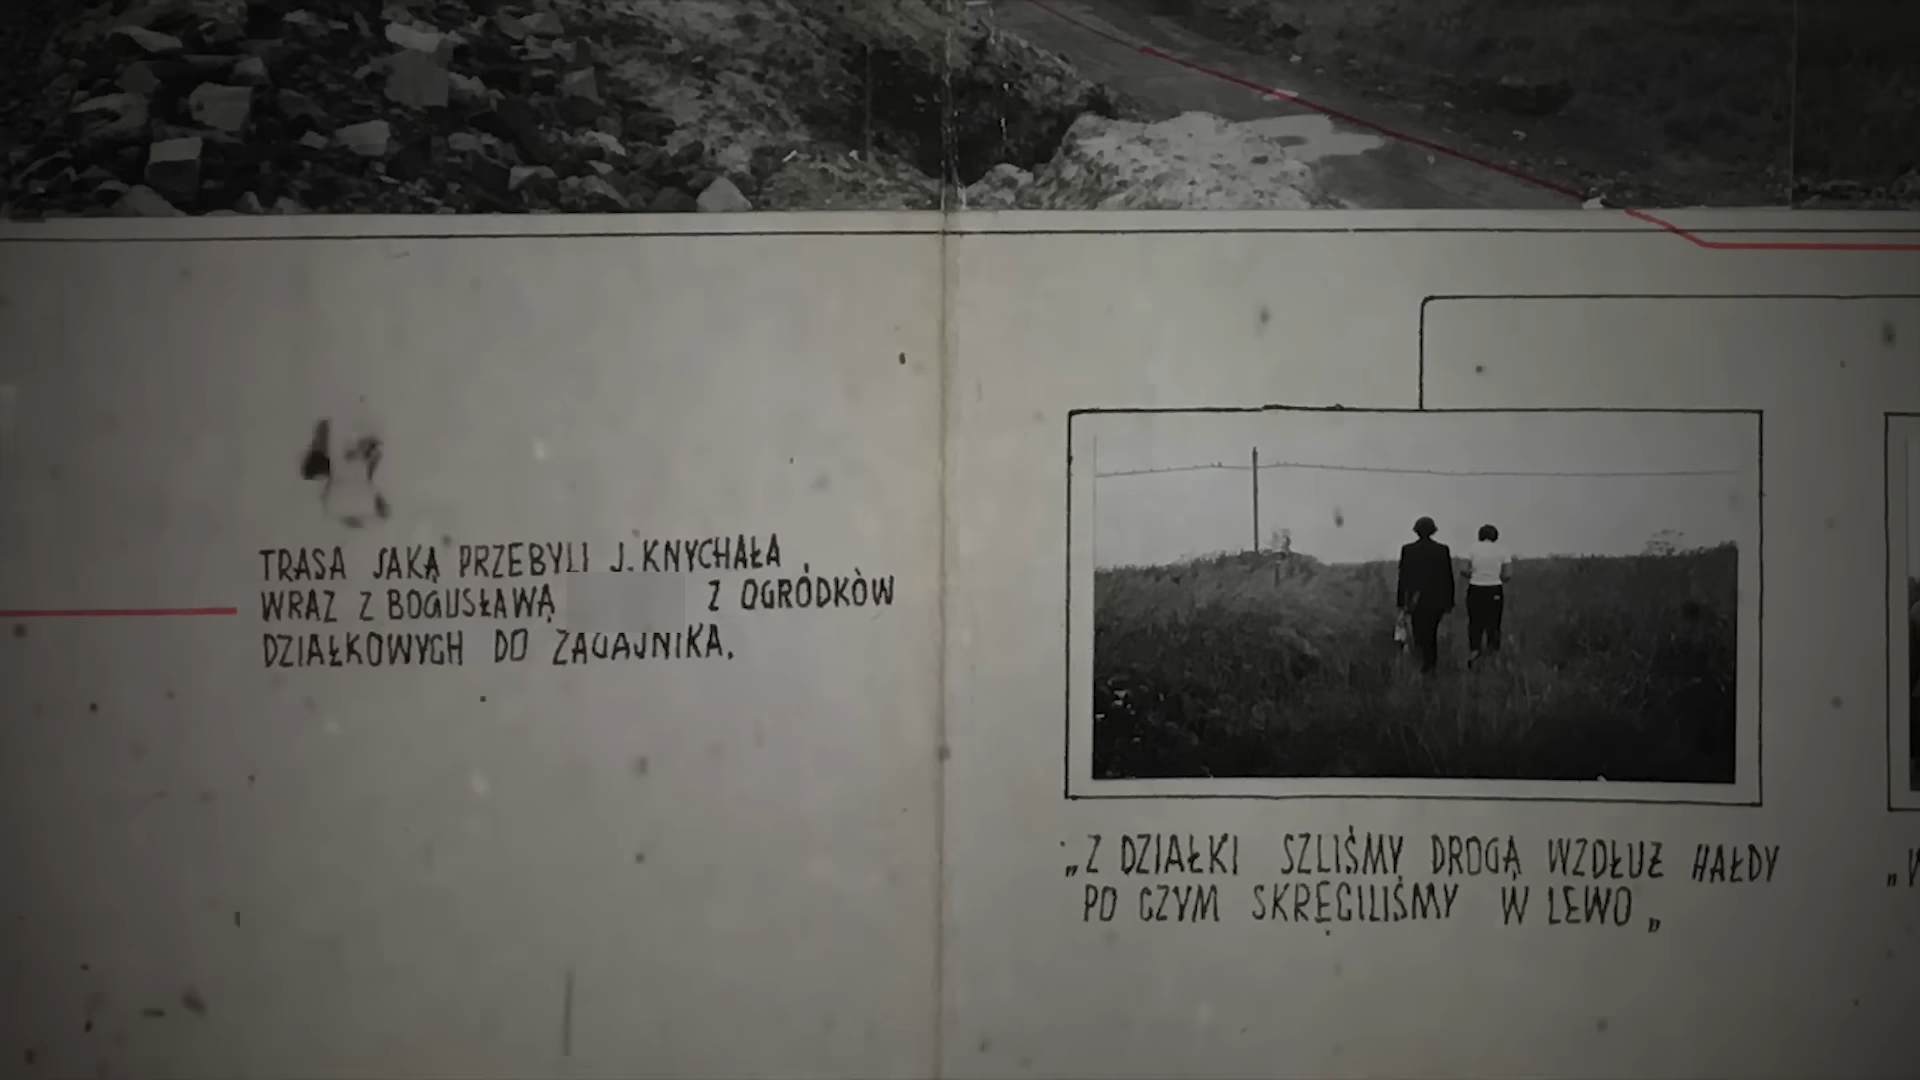 TRASA JAKĄ PRZEBYLI J. KNYCHAŁA
WRAZ Z BOGUSŁAWĄ Z OGRÓDKÓW
DZIAŁKOWYCH DO ZAGAJNIKA.
„Z DZIAŁKI SZLIŚMY DROGĄ WZDŁUŻ HAŁDY
PO CZYM SKRĘCILIŚMY W LEWO„